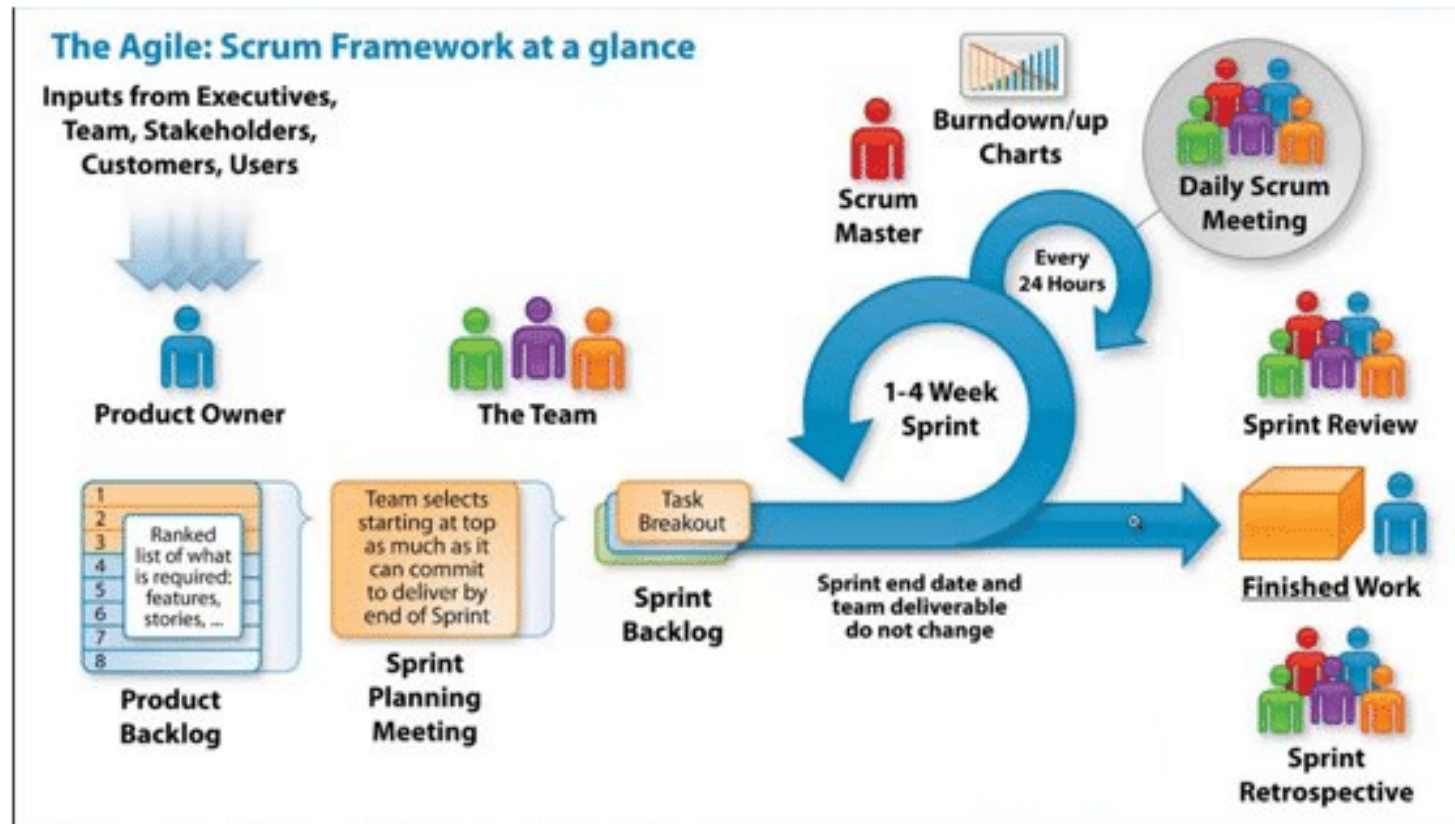 The Agile: Scrum Framework at a glance
Inputs from Executives,
Team, Stakeholders,
Customers, Users
Product Owner
The Team
Scrum
Master
Burndown/up
Charts
Daily Scrum
Meeting
Every
24 Hours
1-4 Week
Sprint
Sprint Review
1
2
3
4
5
6
7
8
Ranked
list of what
is required:
features,
stories, ...
Product
Backlog
Team selects
starting at top
as much as it
can commit
to deliver by
end of Sprint
Sprint
Planning
Meeting
Task
Breakout
Sprint
Backlog
Sprint end date and
team deliverable
do not change
Finished Work
Sprint
Retrospective